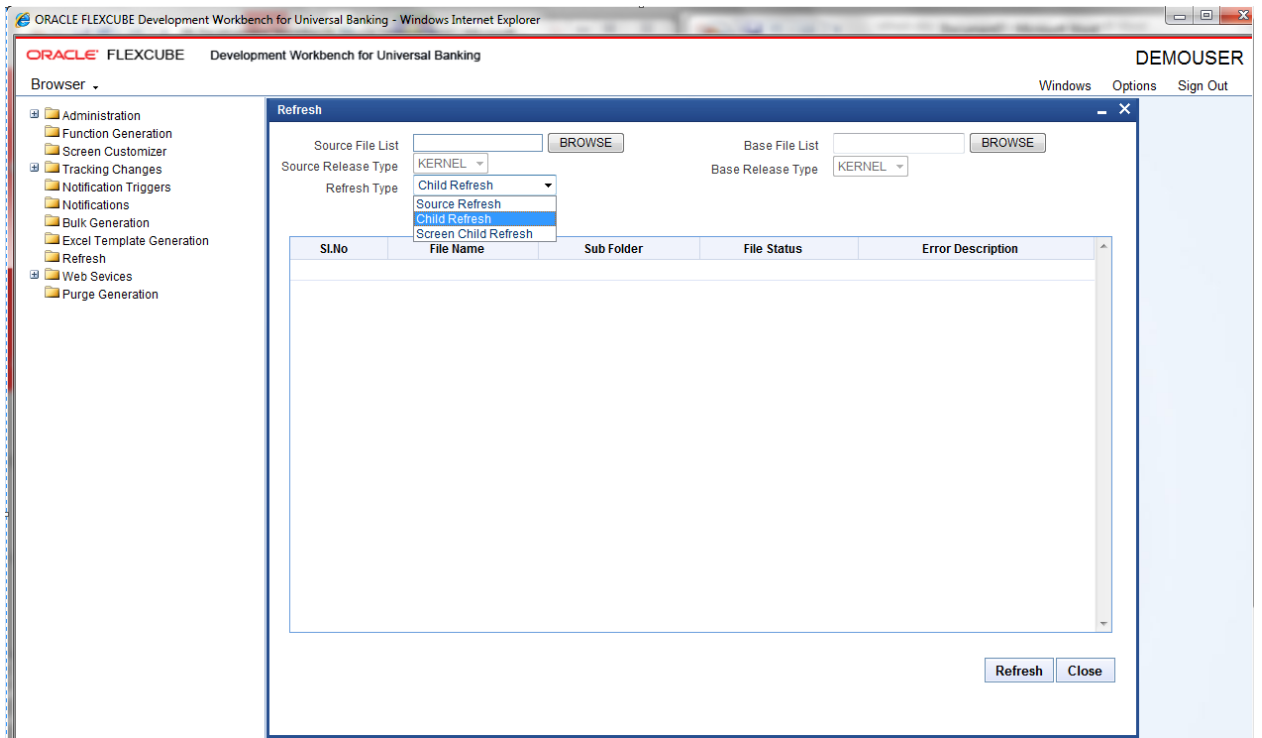 ORACLE FLEXCUBE Development Workbench for Universal Banking - Windows Internet Explorer
ORACLE FLEXCUBE Development Workbench for Universal Banking
DEMOUSER
Browser
Windows Options Sign Out
Administration
Function Generation
Screen Customizer
Tracking Changes
Notification Triggers
Notifications
Bulk Generation
Excel Template Generation
Refresh
Web Sevices
Purge Generation
Refresh
Source File List BROWSE Base File List BROWSE
Source Release Type KERNEL Base Release Type KERNEL
Refresh Type Child Refresh
Source Refresh
Child Refresh
Screen Child Refresh
Sl.No File Name Sub Folder File Status Error Description
Refresh Close